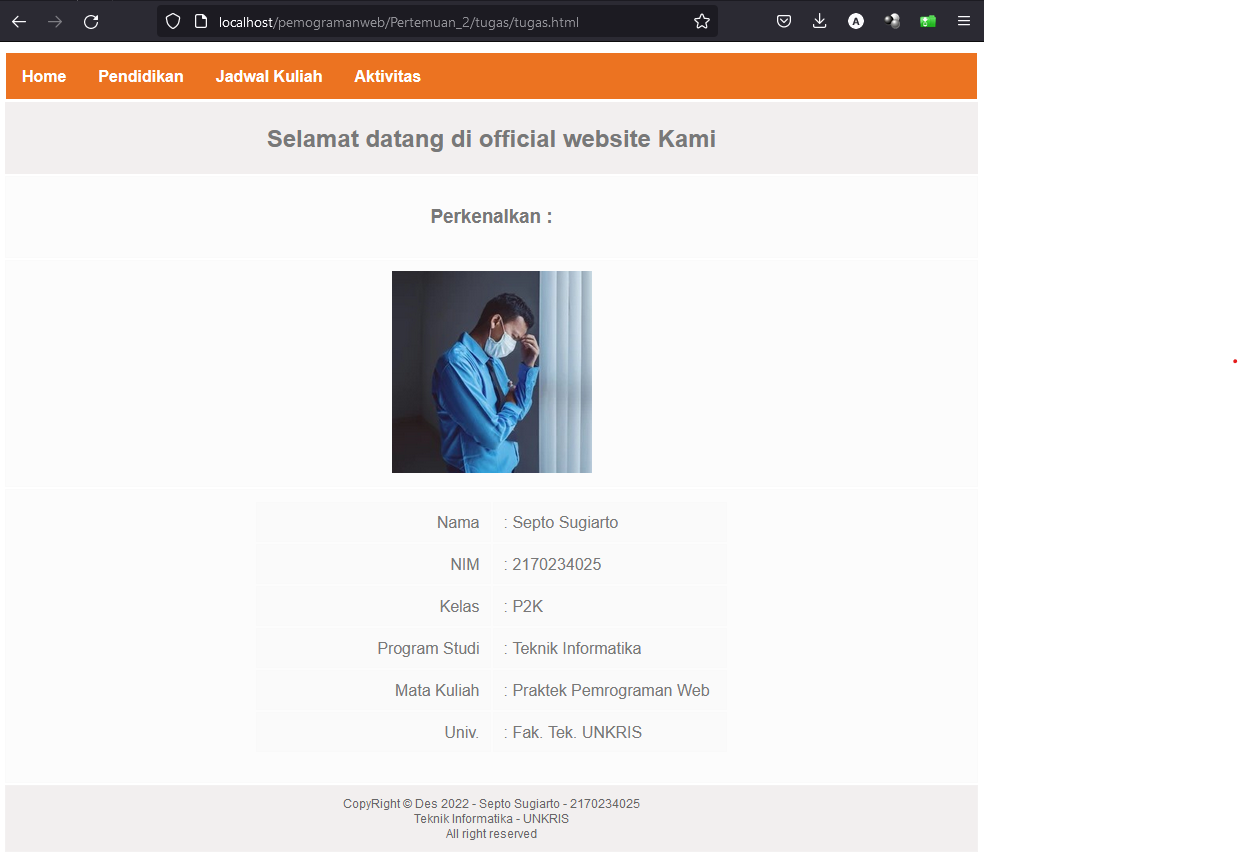 localhost/pemogramanweb/Pertemuan_2/tugas/tugas.html
A
Home Pendidikan Jadwal Kuliah Aktivitas
Selamat datang di official website Kami
Perkenalkan :
Nama : Septo Sugiarto
NIM : 2170234025
Kelas : P2K
Program Studi : Teknik Informatika
Mata Kuliah : Praktek Pemrograman Web
Univ. : Fak. Tek. UNKRIS
CopyRight © Des 2022 - Septo Sugiarto - 2170234025
Teknik Informatika - UNKRIS
All right reserved